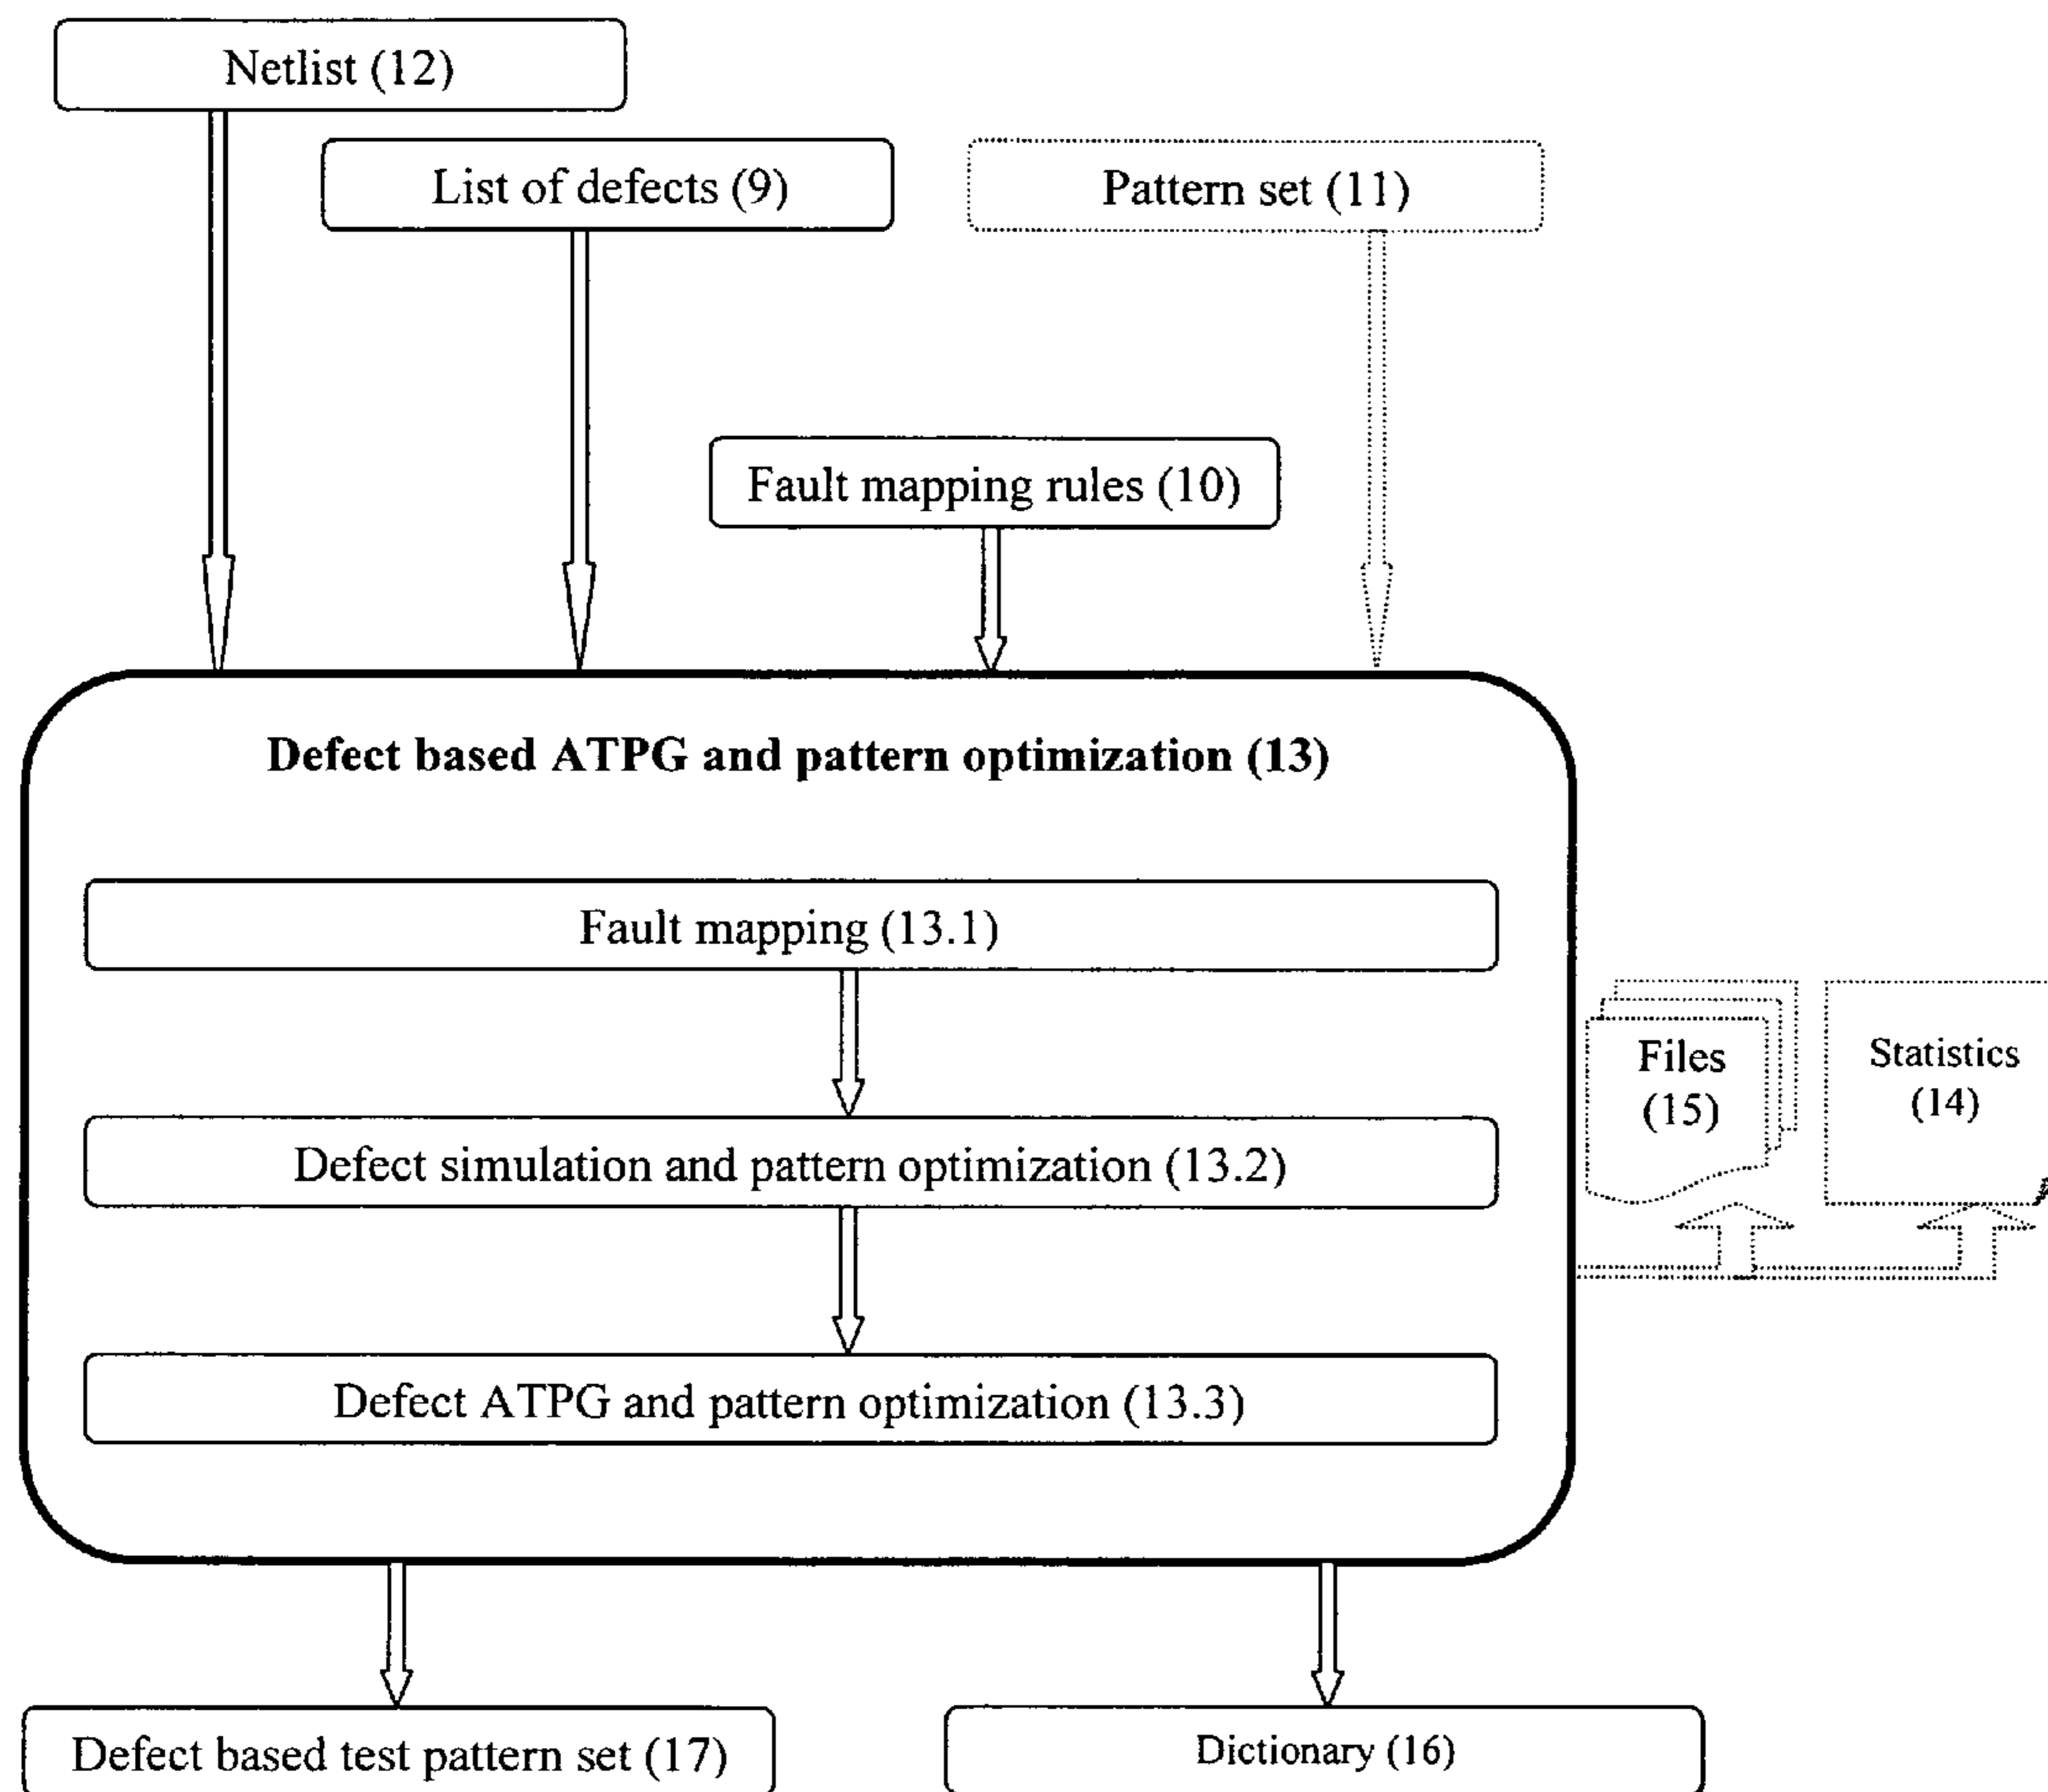 Netlist (12)
List of defects (9)
Pattern set (11)
Fault mapping rules (10)
Defect based ATPG and pattern optimization (13)
Fault mapping (13.1)
Defect simulation and pattern optimization (13.2)
Defect ATPG and pattern optimization (13.3)
Files
(15)
Statistics
(14)
Defect based test pattern set (17)
Dictionary (16)